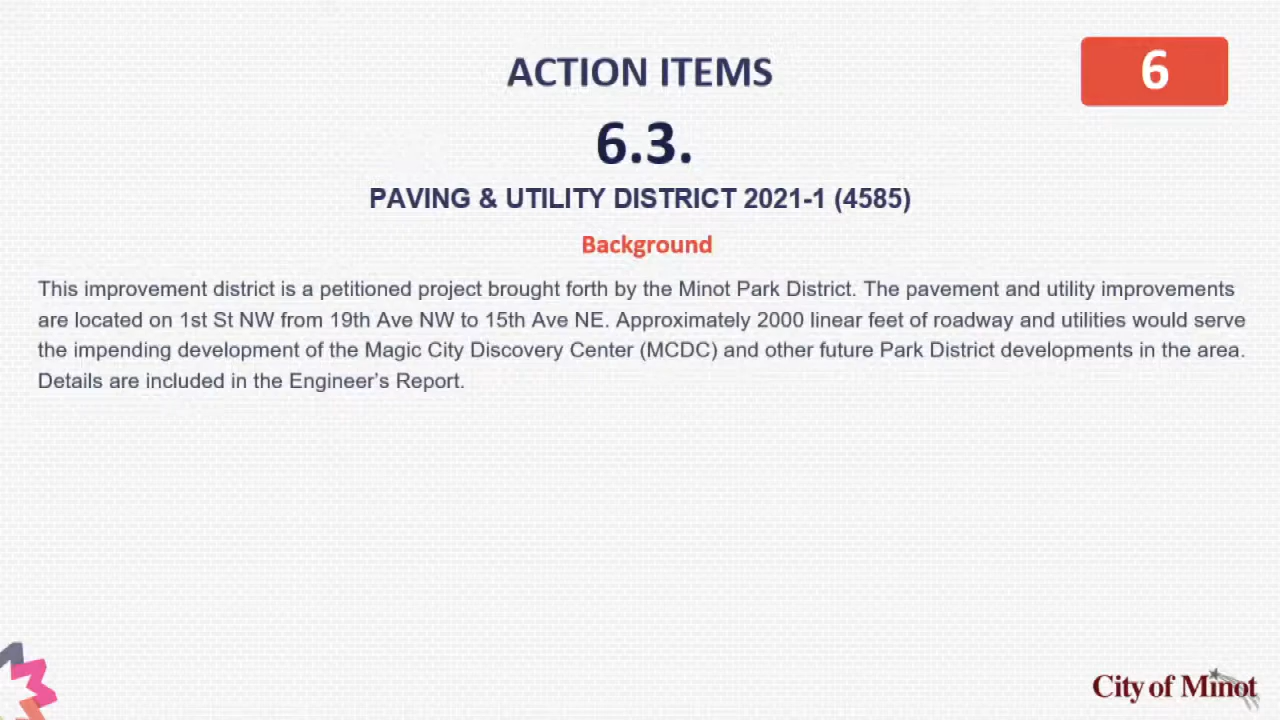 ACTION ITEMS
6
6.3.
PAVING & UTILITY DISTRICT 2021-1 (4585)
Background
This improvement district is a petitioned project brought forth by the Minot Park District. The pavement and utility improvements
are located on 1st St NW from 19th Ave NW to 15th Ave NE. Approximately 2000 linear feet of roadway and utilities would serve
the impending development of the Magic City Discovery Center (MCDC) and other future Park District developments in the area.
Details are included in the Engineer’s Report.
City of Minot